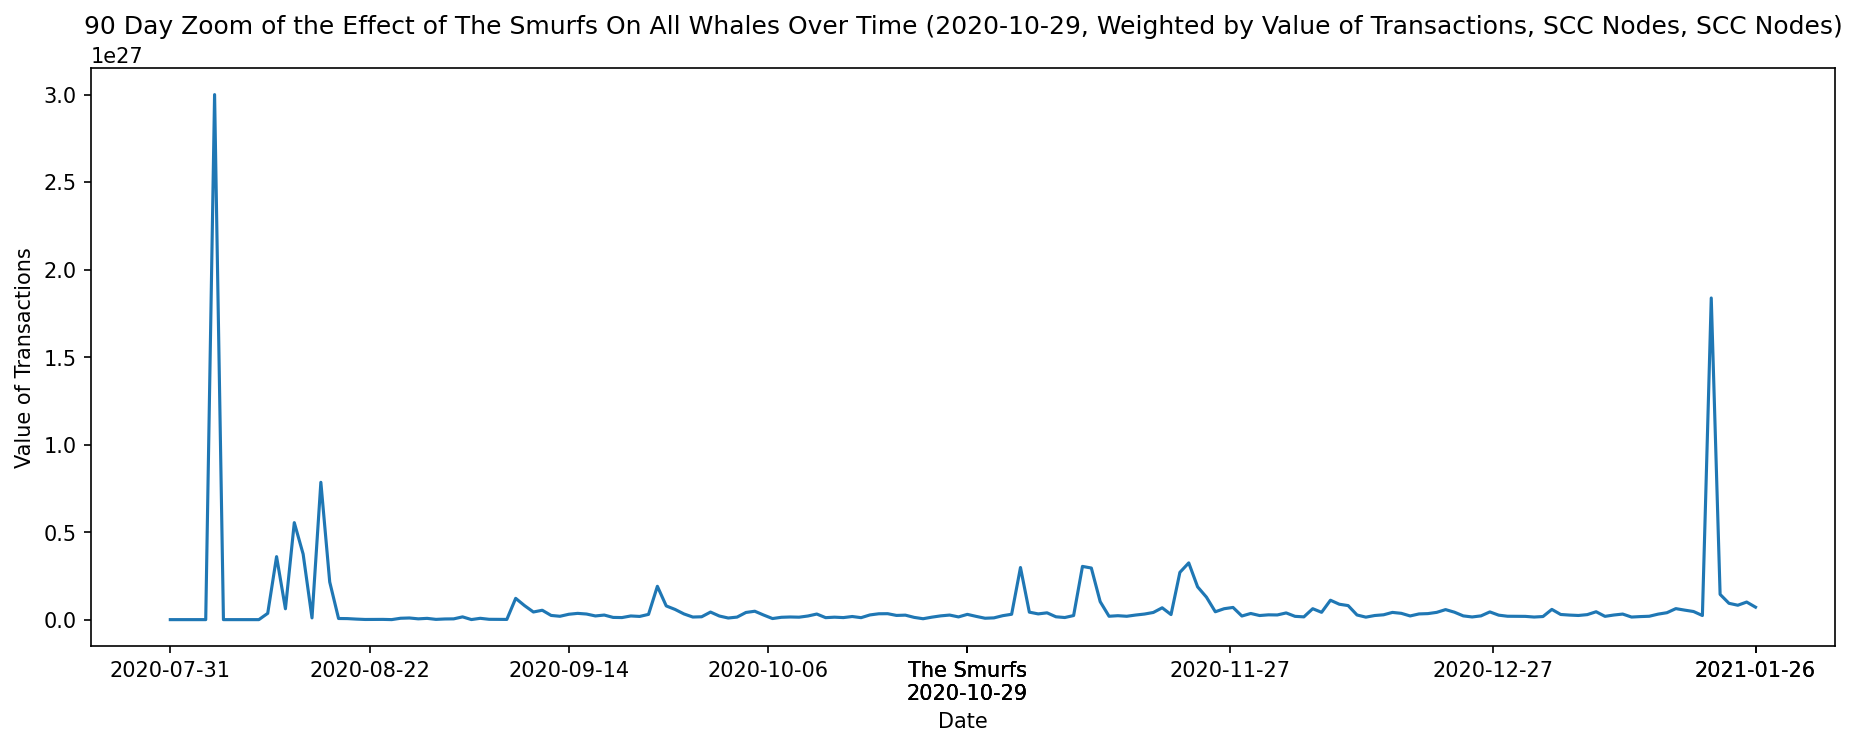 90 Day Zoom of the Effect of The Smurfs On All Whales Over Time (2020-10-29, Weighted by Value of Transactions, SCC Nodes, SCC Nodes)
1e27
3.0
2.5
2.0
1.5
1.0
0.5
0.0
Value of Transactions
2020-07-31 2020-08-22 2020-09-14 2020-10-06 The Smurfs 2020-11-27 2020-12-27 2021-01-26
2020-10-29
Date